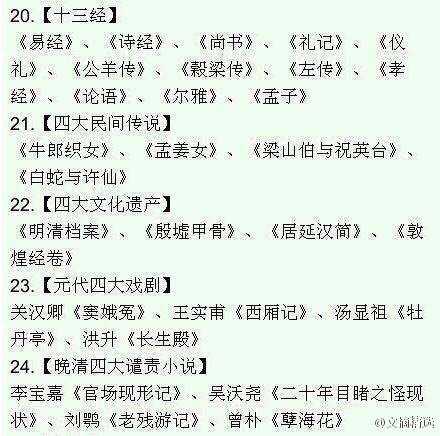 20.【十三经】
《易经》、《诗经》、《尚书》、《礼记》、《仪
礼》、《公羊传》、《榖梁传》、《左传》、《孝
经》、《论语》、《尔雅》、《孟子》
21.【四大民间传说】
《牛郎织女》、《孟姜女》、《梁山伯与祝英台》、
《白蛇与许仙》
22.【四大文化遗产】
《明清档案》、《殷墟甲骨》、《居延汉简》、《敦
煌经卷》
23.【元代四大戏剧】
关汉卿《窦娥冤》、王实甫《西厢记》、汤显祖《牡
丹亭》、洪升《长生殿》
24.【晚清四大谴责小说】
李宝嘉《官场现形记》、吴沃尧《二十年目睹之怪现
状》、刘鹗《老残游记》、曾朴《孽海花》
@文摘精选